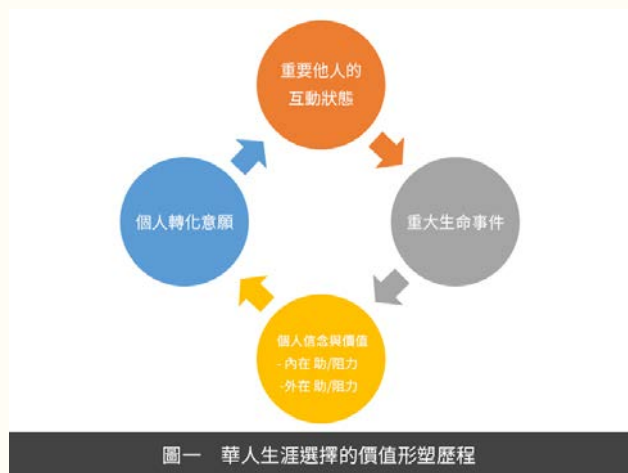 重要他人的
互動狀態
個人轉化意願
重大生命事件
個人信念與價值
- 內在 助/阻力
-外在 助/阻力
圖一 華人生涯選擇的價值形塑歷程